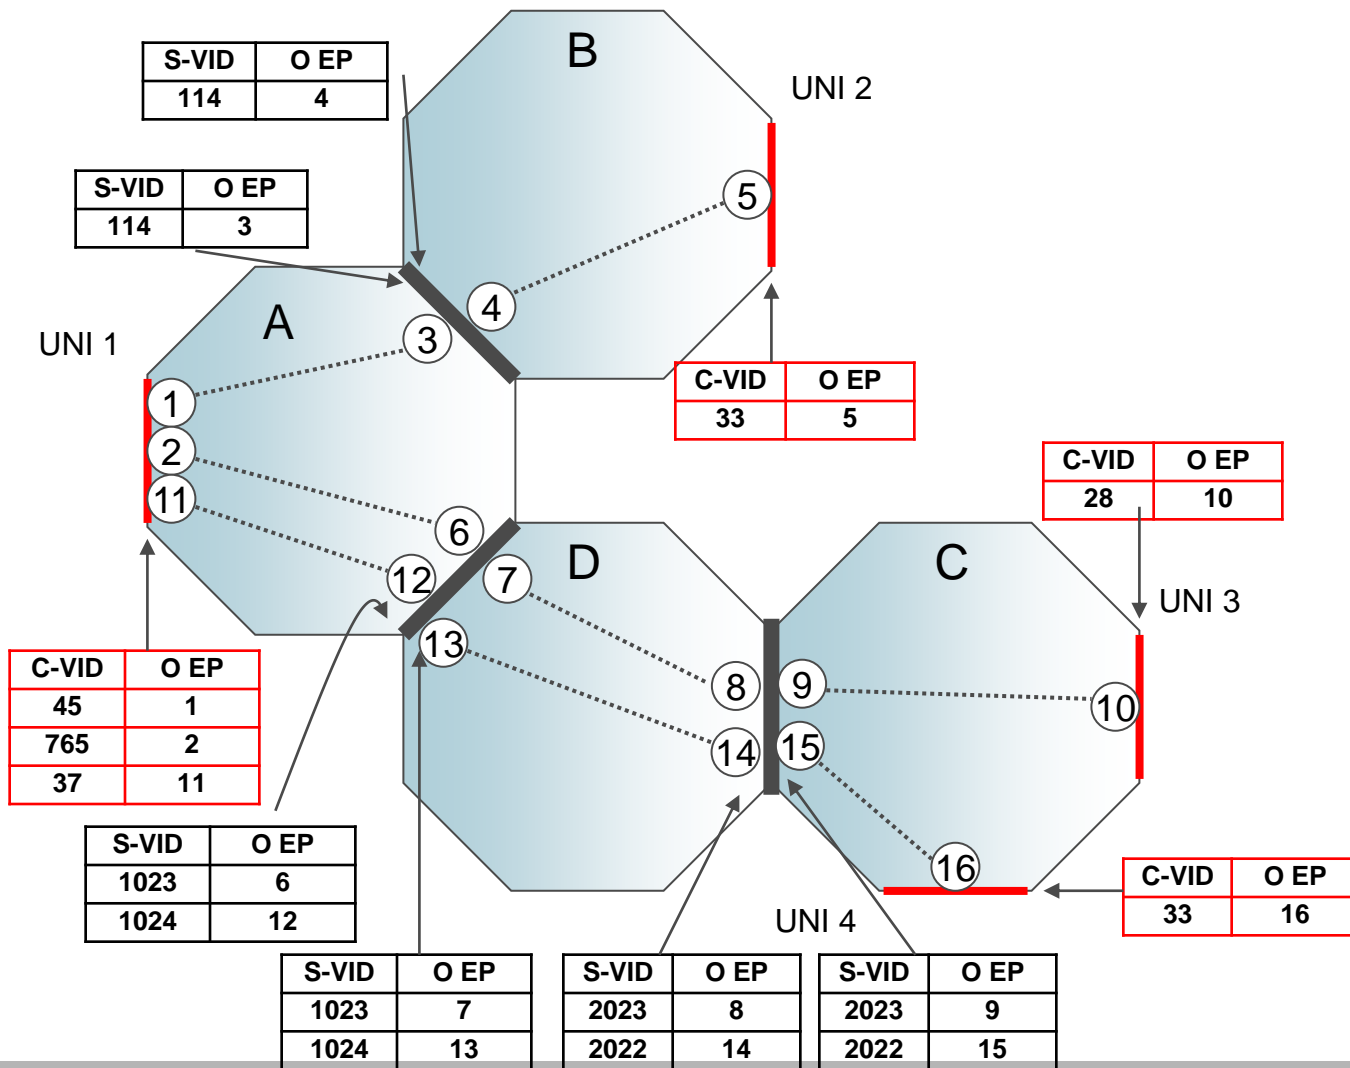 B
UNI 2
S-VID O EP
114 4
S-VID O EP
114 3
5
4
A
3
UNI 1
1
2
11
6
12
C-VID O EP
33 5
C-VID O EP
28 10
D
C
7
13
8
14
9
15
10
16
UNI 3
C-VID O EP
45 1
765 2
37 11
S-VID O EP
1023 6
1024 12
C-VID O EP
33 16
UNI 4
S-VID O EP
1023 7
1024 13
S-VID O EP
2023 8
2022 14
S-VID O EP
2023 9
2022 15